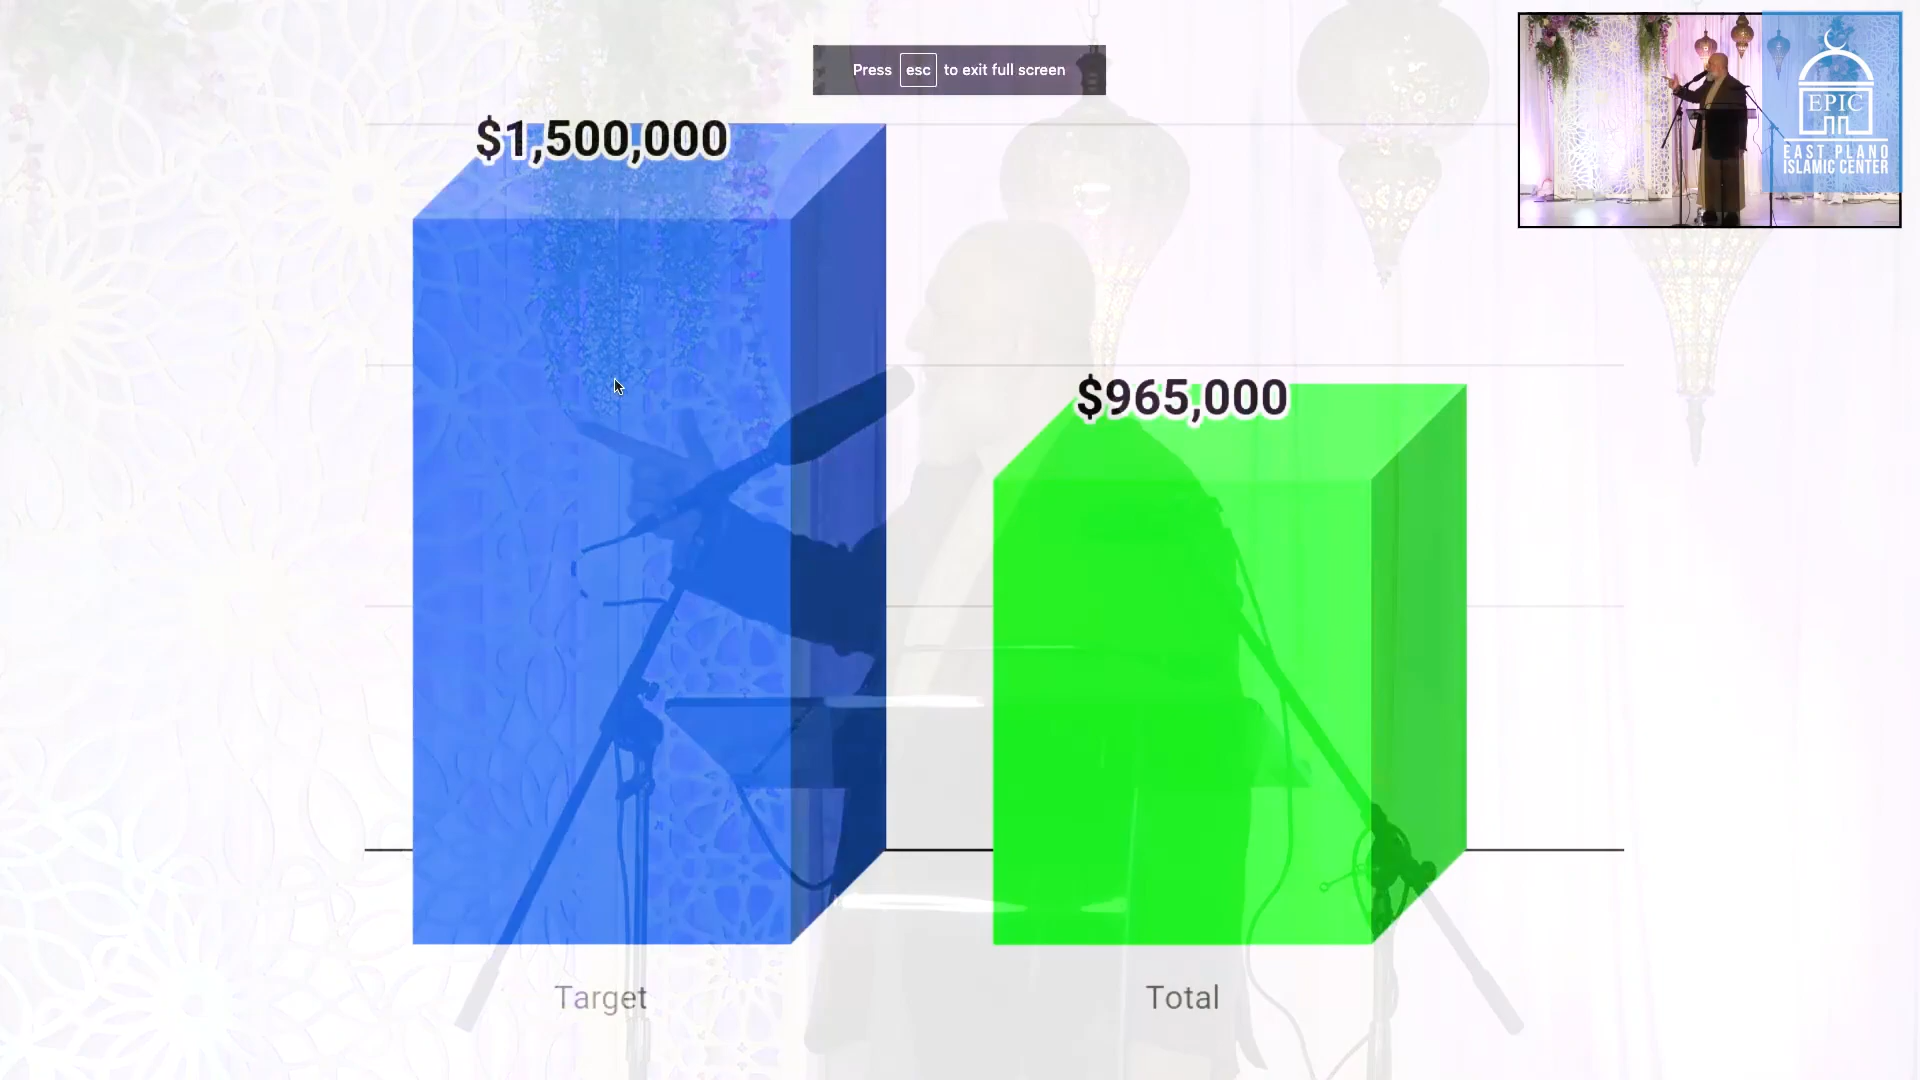 Press esc to exit full screen
EPIC
EAST PLANO
ISLAMIC CENTER
$1,500,000
$965,000
Target
Total